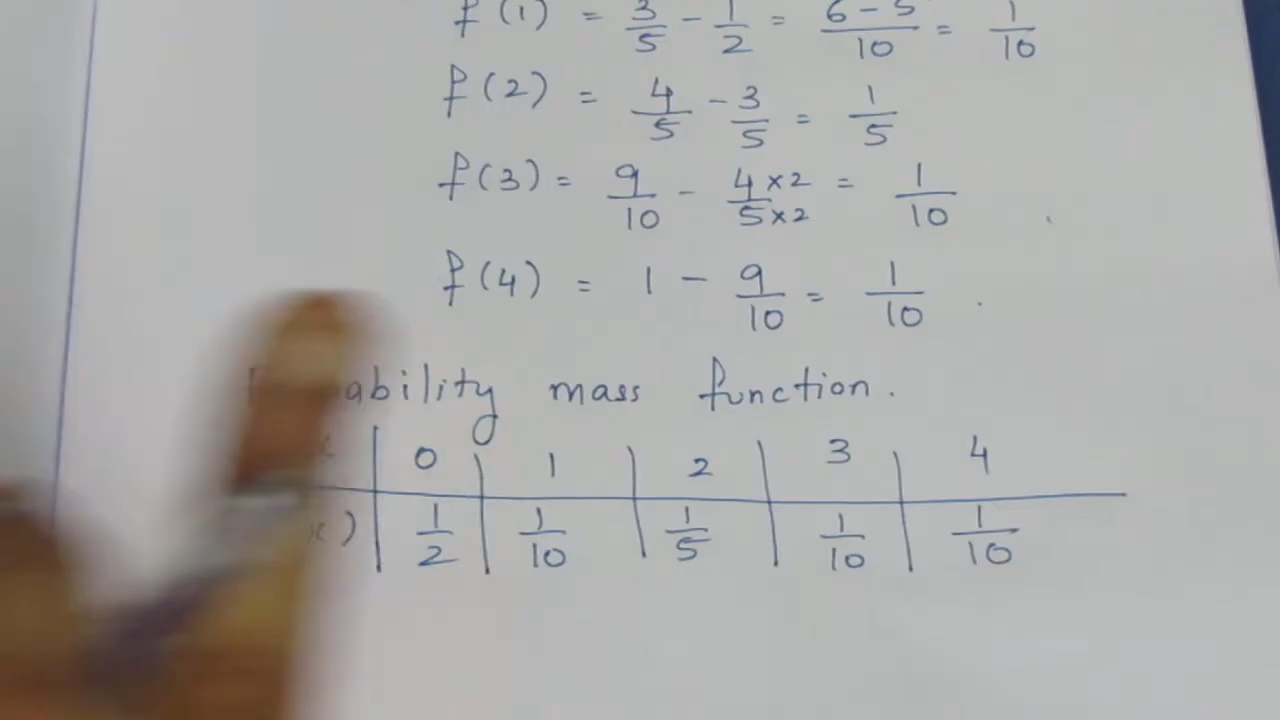 f(1) = 3/5 - 1/2 = 6-5/10 = 1/10
f(2) = 4/5 - 3/5 = 1/5
f(3) = 9/10 - 4×2/5×2 = 1/10
f(4) = 1 - 9/10 = 1/10
mass function.
0 | 1 | 2 | 3 | 4
1/2 | 1/10 | 1/5 | 1/10 | 1/10